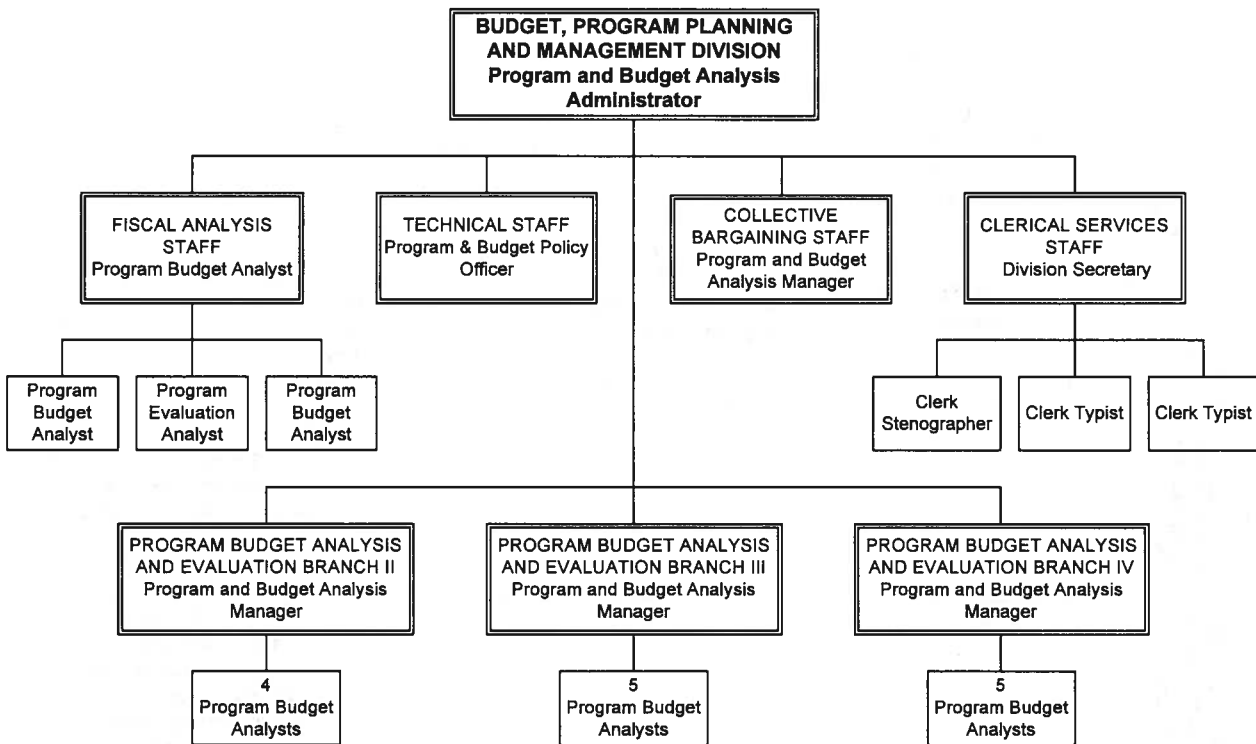 BUDGET, PROGRAM PLANNING
AND MANAGEMENT DIVISION
Program and Budget Analysis
Administrator
FISCAL ANALYSIS
STAFF
Program Budget Analyst
TECHNICAL STAFF
Program & Budget Policy
Officer
COLLECTIVE
BARGAINING STAFF
Program and Budget
Analysis Manager
CLERICAL SERVICES
STAFF
Division Secretary
Program
Budget
Analyst
Program
Evaluation
Analyst
Program
Budget
Analyst
Clerk
Stenographer
Clerk Typist
Clerk Typist
PROGRAM BUDGET ANALYSIS
AND EVALUATION BRANCH II
Program and Budget Analysis
Manager
PROGRAM BUDGET ANALYSIS
AND EVALUATION BRANCH III
Program and Budget Analysis
Manager
PROGRAM BUDGET ANALYSIS
AND EVALUATION BRANCH IV
Program and Budget Analysis
Manager
4
Program Budget
Analysts
5
Program Budget
Analysts
5
Program Budget
Analysts